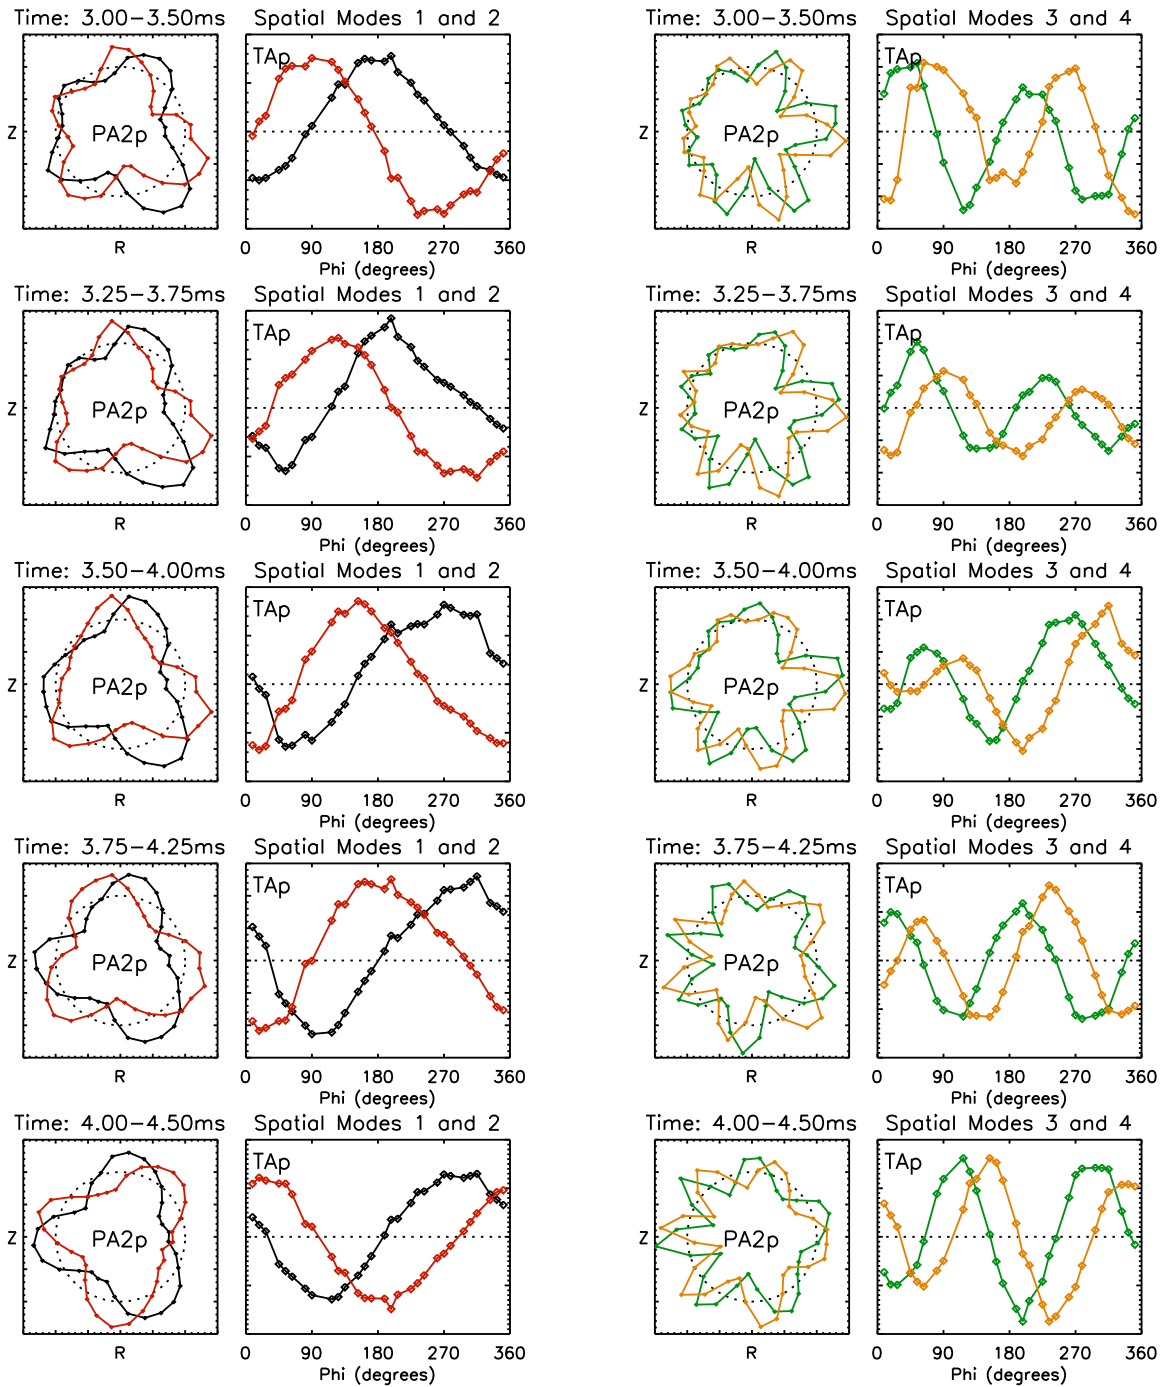 Time: 3.00−3.50ms Spatial Modes 1 and 2 3.00−3.50ms Spatial Modes 3 and 4
TAp TAp
Z PA2p Z PA2p
0 90 180 270 360 0 90 180 270 360
R Phi (degrees) R Phi (degrees)
Time: 3.25−3.75ms Spatial Modes 1 and 2 3.25−3.75ms Spatial Modes 3 and 4
TAp TAp
Z PA2p Z PA2p
0 90 180 270 360 0 90 180 270 360
R Phi (degrees) R Phi (degrees)
Time: 3.50−4.00ms Spatial Modes 1 and 2 3.50−4.00ms Spatial Modes 3 and 4
TAp TAp
Z PA2p Z PA2p
0 90 180 270 360 0 90 180 270 360
R Phi (degrees) R Phi (degrees)
Time: 3.75−4.25ms Spatial Modes 1 and 2 3.75−4.25ms Spatial Modes 3 and 4
TAp TAp
Z PA2p Z PA2p
0 90 180 270 360 0 90 180 270 360
R Phi (degrees) R Phi (degrees)
Time: 4.00−4.50ms Spatial Modes 1 and 2 Time: 4.00−4.50ms Spatial Modes 3 and 4
TAp TAp
Z PA2p Z PA2p
0 90 180 270 360 0 90 180 270 360
R Phi (degrees) R Phi (degrees)